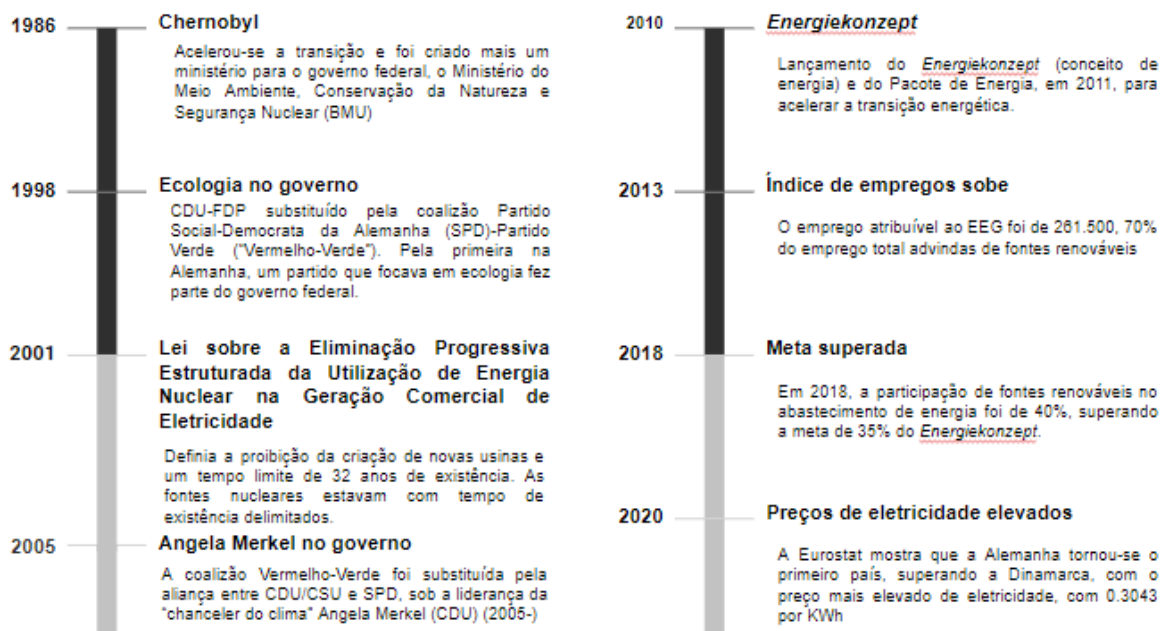 1986
Chernobyl
Acelerou-se a transição e foi criado mais um
ministério para o governo federal, o Ministério do
Meio Ambiente, Conservação da Natureza e
Segurança Nuclear (BMU)
1998
Ecologia no governo
CDU-FDP substituído pela coalizão Partido
Social-Democrata da Alemanha (SPD)-Partido
Verde ("Vermelho-Verde"). Pela primeira na
Alemanha, um partido que focava em ecologia fez
parte do governo federal.
2001
Lei sobre a Eliminação Progressiva
Estruturada da Utilização de Energia
Nuclear na Geração Comercial de
Eletricidade
Definia a proibição da criação de novas usinas e
um tempo limite de 32 anos de existência. As
fontes nucleares estavam com tempo de
existência delimitados.
2005
Angela Merkel no governo
A coalizão Vermelho-Verde foi substituída pela
aliança entre CDU/CSU e SPD, sob a liderança da
"chanceler do clima" Angela Merkel (CDU) (2005-)
2010
Energiekonzept
Lançamento do Energiekonzept (conceito de
energia) e do Pacote de Energia, em 2011, para
acelerar a transição energética.
2013
Índice de empregos sobe
O emprego atribuível ao EEG foi de 261.500, 70%
do emprego total advindas de fontes renováveis
2018
Meta superada
Em 2018, a participação de fontes renováveis no
abastecimento de energia foi de 40%, superando
a meta de 35% do Energiekonzept.
2020
Preços de eletricidade elevados
A Eurostat mostra que a Alemanha tornou-se o
primeiro país, superando a Dinamarca, com o
preço mais elevado de eletricidade, com 0.3043
por KWh